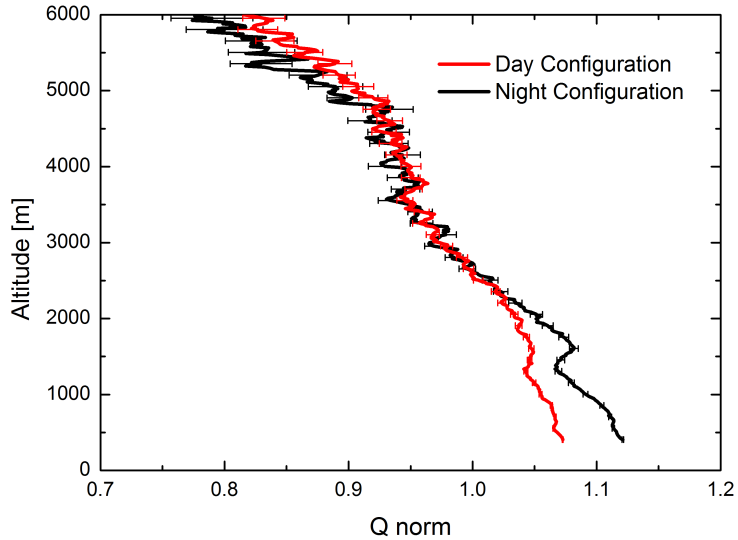 6000
5000
4000
3000
2000
1000
0
Altitude [m]
Day Configuration
Night Configuration
0.7 0.8 0.9 1.0 1.1 1.2
Q norm